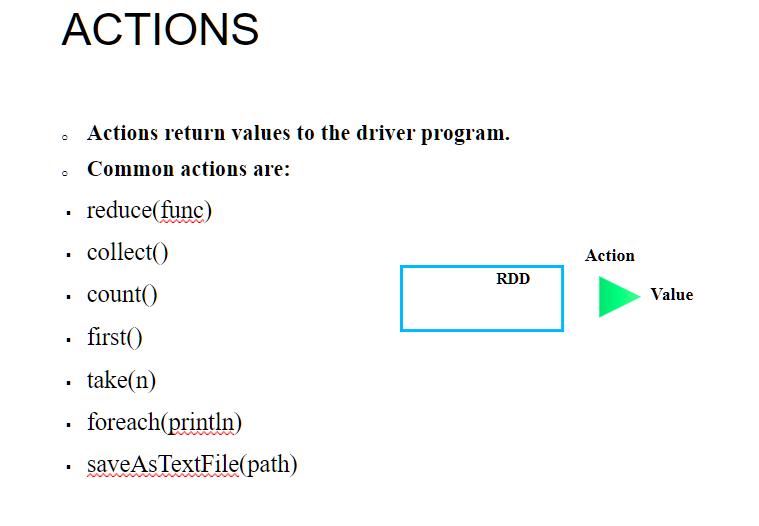 ACTIONS
Actions return values to the driver program.
Common actions are:
reduce(func)
collect()
count()
first()
take(n)
foreach(println)
saveAsTextFile(path)
Action
RDD
Value